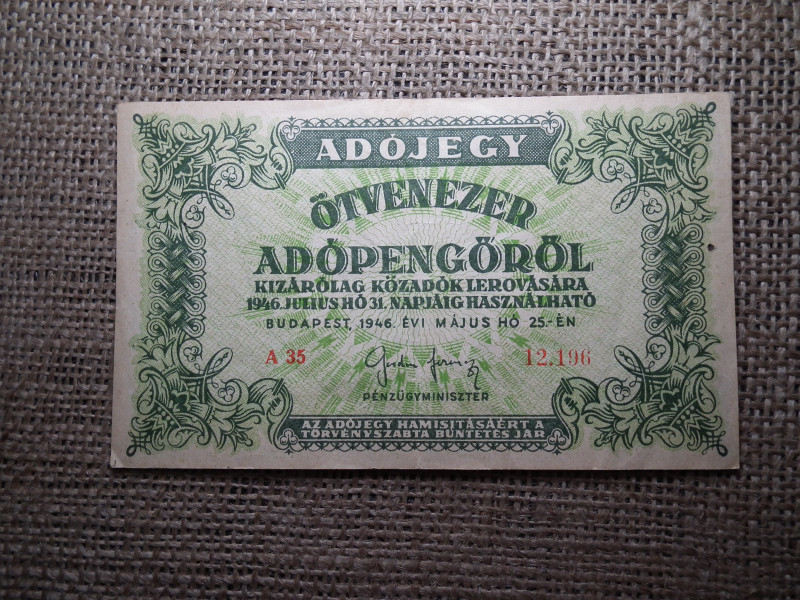 ADÓJEGY
ÖTVENEZER
ADÓPENGŐRŐL
KIZÁRÓLAG KÖZADÓK LEROVÁSÁRA
1946. JULIUS HÓ 31. NAPJÁIG HASZNÁLHATÓ
BUDAPEST, 1946. ÉVI MÁJUS HÓ 25.-ÉN
A 35 12.196
PÉNZÜGYMINISZTER
AZ ADÓJEGY HAMISITÁSÁÉRT A
TÖRVÉNYSZABTA BÜNTETÉS JÁR